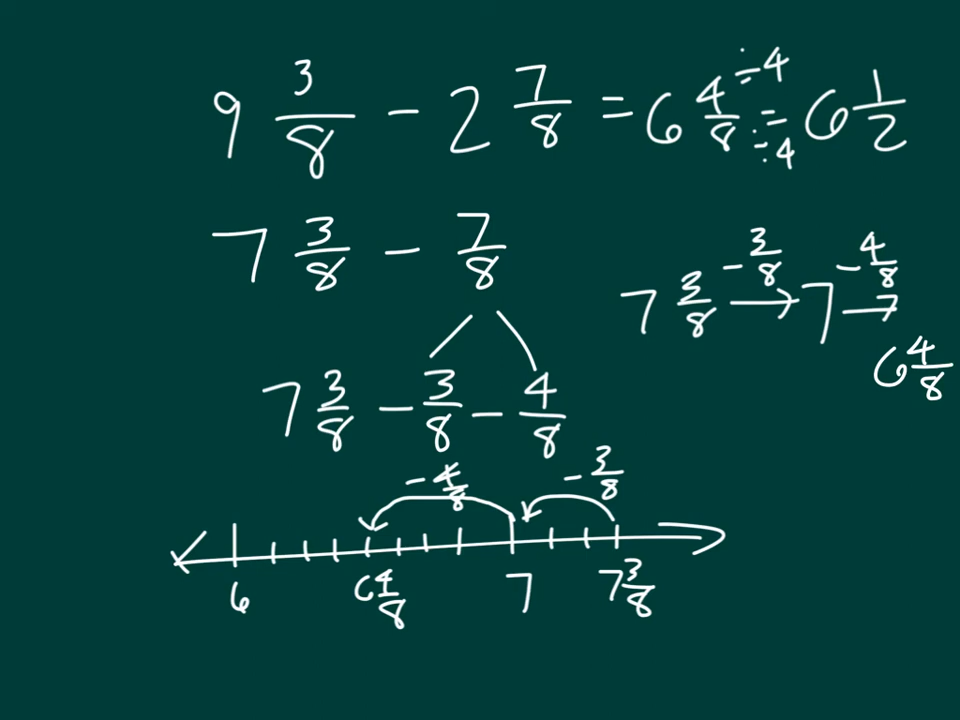 9 3/8 - 2 7/8 = 6 4/8 ÷4/÷4 = 6 1/2
7 3/8 - 7/8
7 3/8 -3/8 → 7 -4/8 → 6 4/8
7 3/8 - 3/8 - 4/8
-4/8 -3/8
6 6 4/8 7 7 3/8